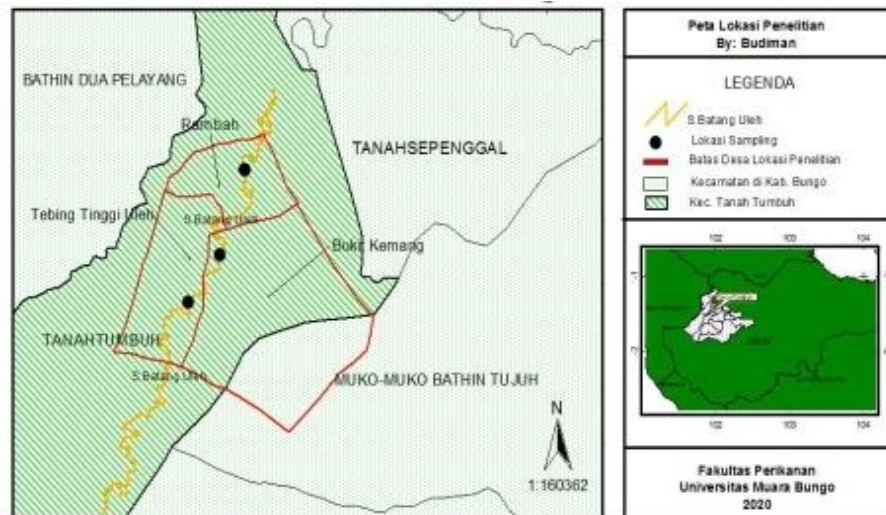 BATHIN DUA PELAYANG
Rambah
TANAHSEPENGGAL
Tebing Tinggi Uleh
S.Batang Uleh
Bukit Kemang
TANAHTUMBUH
S.Batang Uleh
MUKO-MUKO BATHIN TUJUH
N
1:160362
Peta Lokasi Penelitian
By: Budiman
LEGENDA
S.Batang Uleh
Lokasi Sampling
Batas Desa Lokasi Penelitian
Kecamatan di Kab. Bungo
Kec. Tanah Tumbuh
102 103 104
102 103 104
Fakultas Perikanan
Universitas Muara Bungo
2020